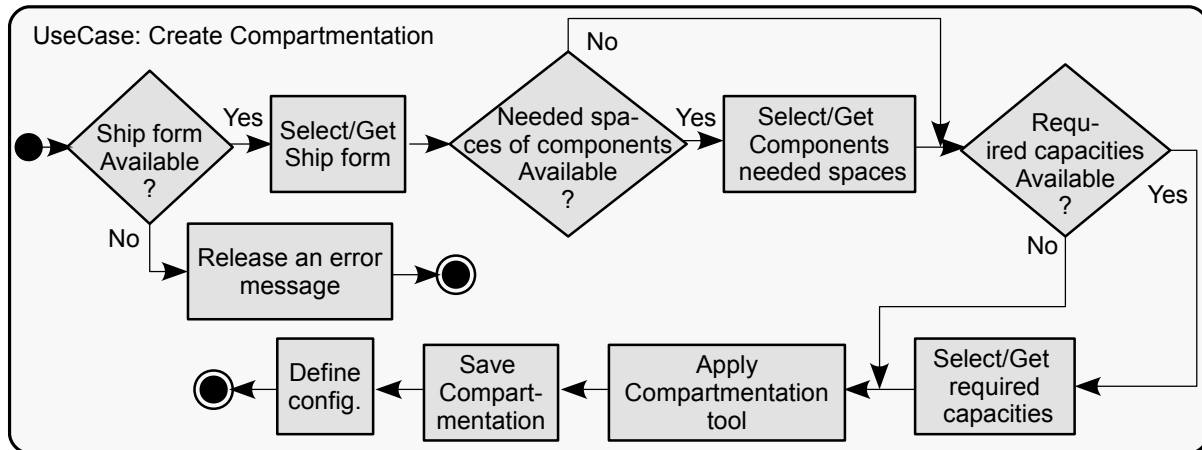 UseCase: Create Compartmentation
Ship form
Available
?
Yes
No
Select/Get
Ship form
Needed spa-
ces of components
Available
?
No
Yes
Select/Get
Components
needed spaces
Requ-
ired capacities
Available
?
Yes
No
Release an error
message
Select/Get
required
capacities
Apply
Compartmentation
tool
Save
Compart-
mentation
Define
config.